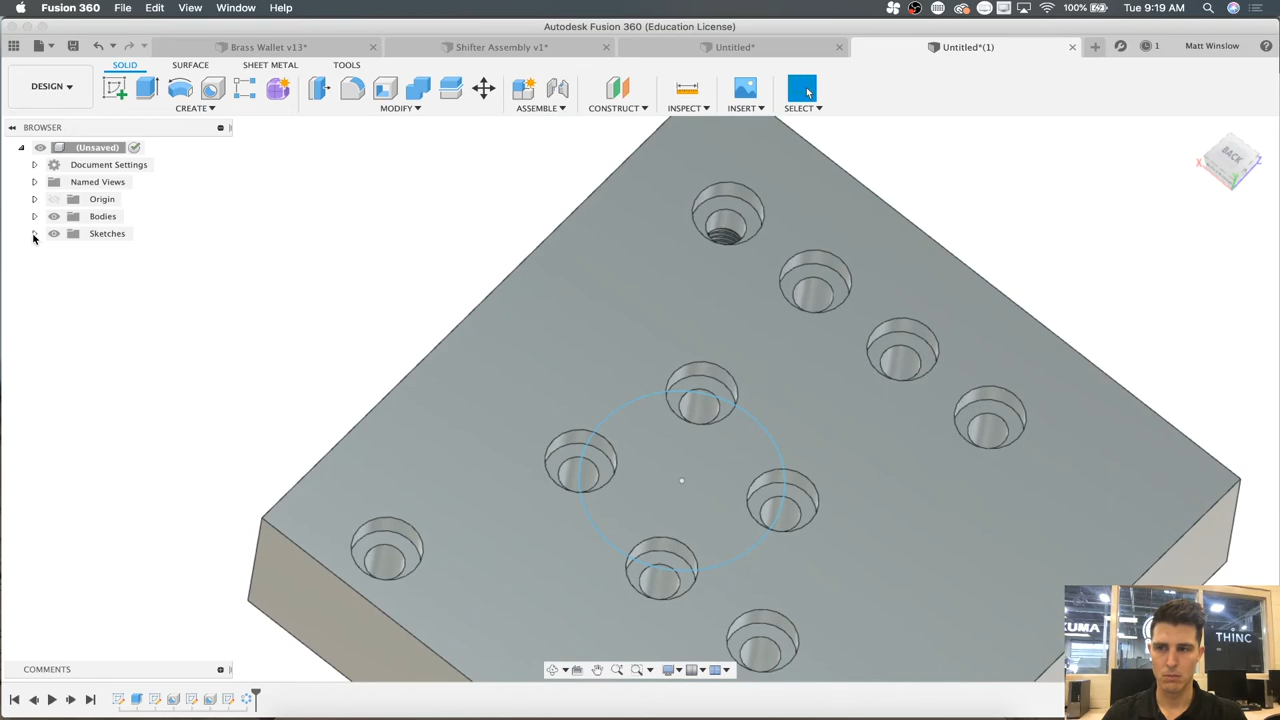 Fusion 360 File Edit View Window Help 100% Tue 9:19 AM
Autodesk Fusion 360 (Education License)
Brass Wallet v13* Shifter Assembly v1* Untitled* Untitled*(1) 1 Matt Winslow
SOLID SURFACE SHEET METAL TOOLS
DESIGN
CREATE MODIFY ASSEMBLE CONSTRUCT INSPECT INSERT SELECT
BROWSER
(Unsaved)
Document Settings
Named Views
Origin
Bodies
Sketches
BACK
X
Z
Y
KUMA
THINC
COMMENTS